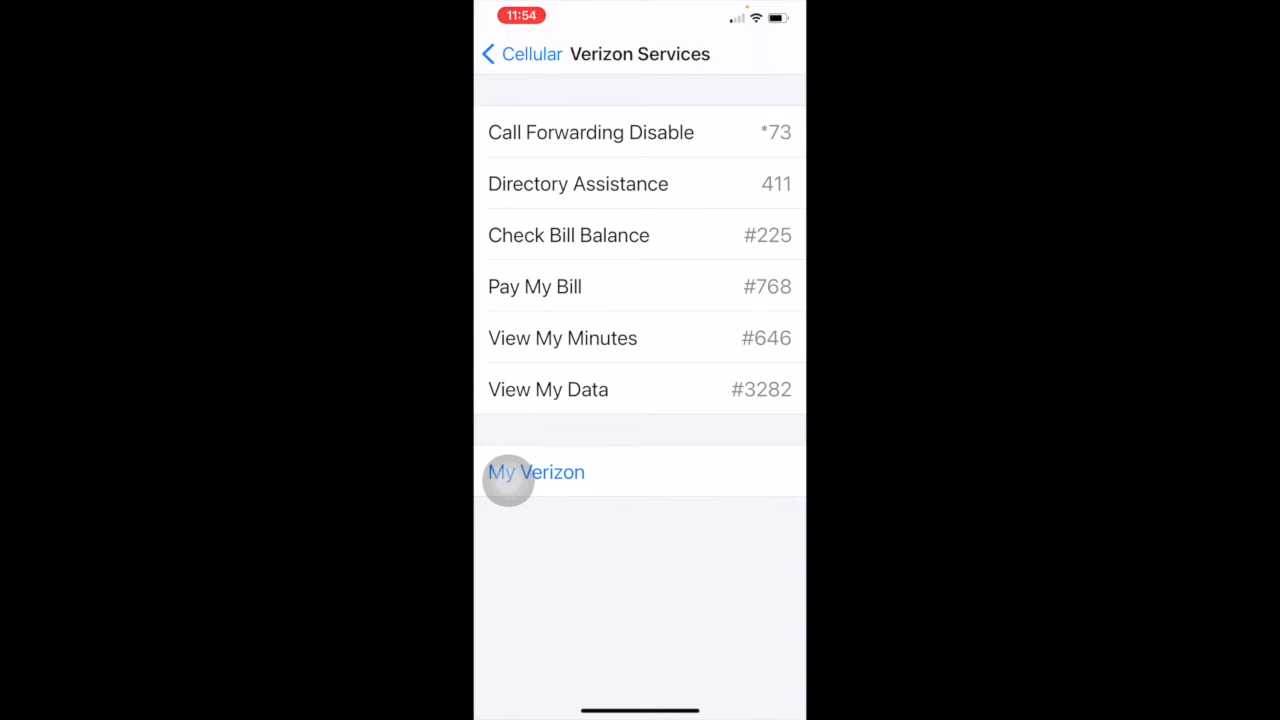 11:54
Cellular Verizon Services
Call Forwarding Disable *73
Directory Assistance 411
Check Bill Balance #225
Pay My Bill #768
View My Minutes #646
View My Data #3282
My Verizon